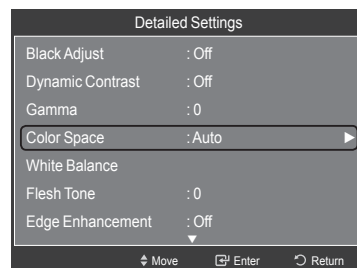 Detailed Settings
Black Adjust : Off
Dynamic Contrast : Off
Gamma : 0
Color Space : Auto
White Balance
Flesh Tone : 0
Edge Enhancement : Off
Move Enter Return